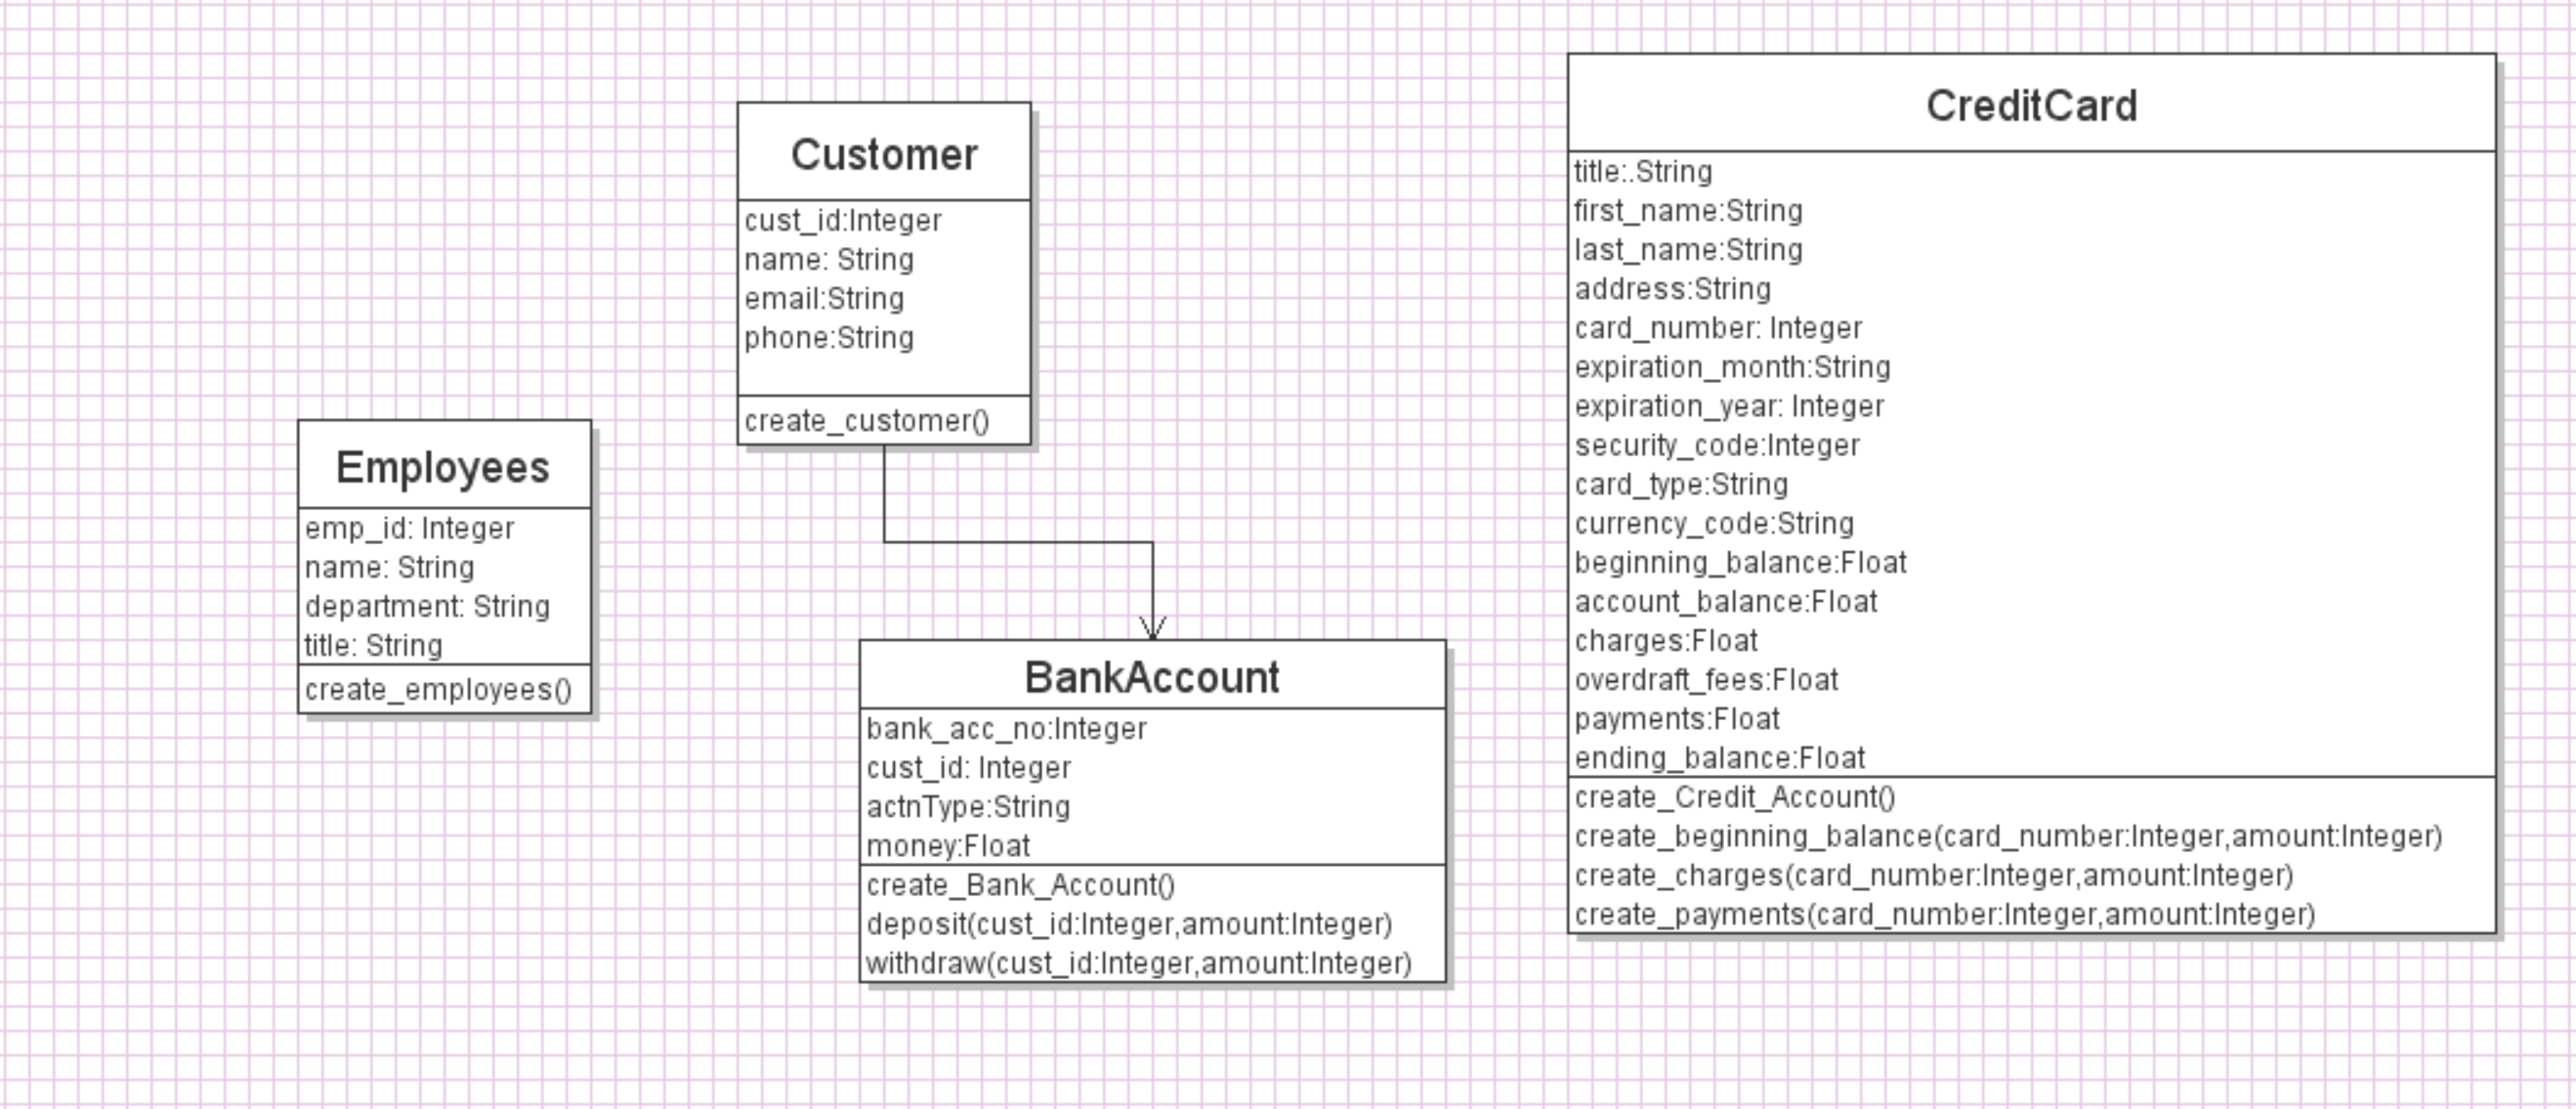 Employees
emp_id: Integer
name: String
department: String
title: String
create_employees()
Customer
cust_id:Integer
name: String
email:String
phone:String
create_customer()
BankAccount
bank_acc_no:Integer
cust_id: Integer
actnType:String
money:Float
create_Bank_Account()
deposit(cust_id:Integer,amount:Integer)
withdraw(cust_id:Integer,amount:Integer)
CreditCard
title:.String
first_name:String
last_name:String
address:String
card_number: Integer
expiration_month:String
expiration_year: Integer
security_code:Integer
card_type:String
currency_code:String
beginning_balance:Float
account_balance:Float
charges:Float
overdraft_fees:Float
payments:Float
ending_balance:Float
create_Credit_Account()
create_beginning_balance(card_number:Integer,amount:Integer)
create_charges(card_number:Integer,amount:Integer)
create_payments(card_number:Integer,amount:Integer)